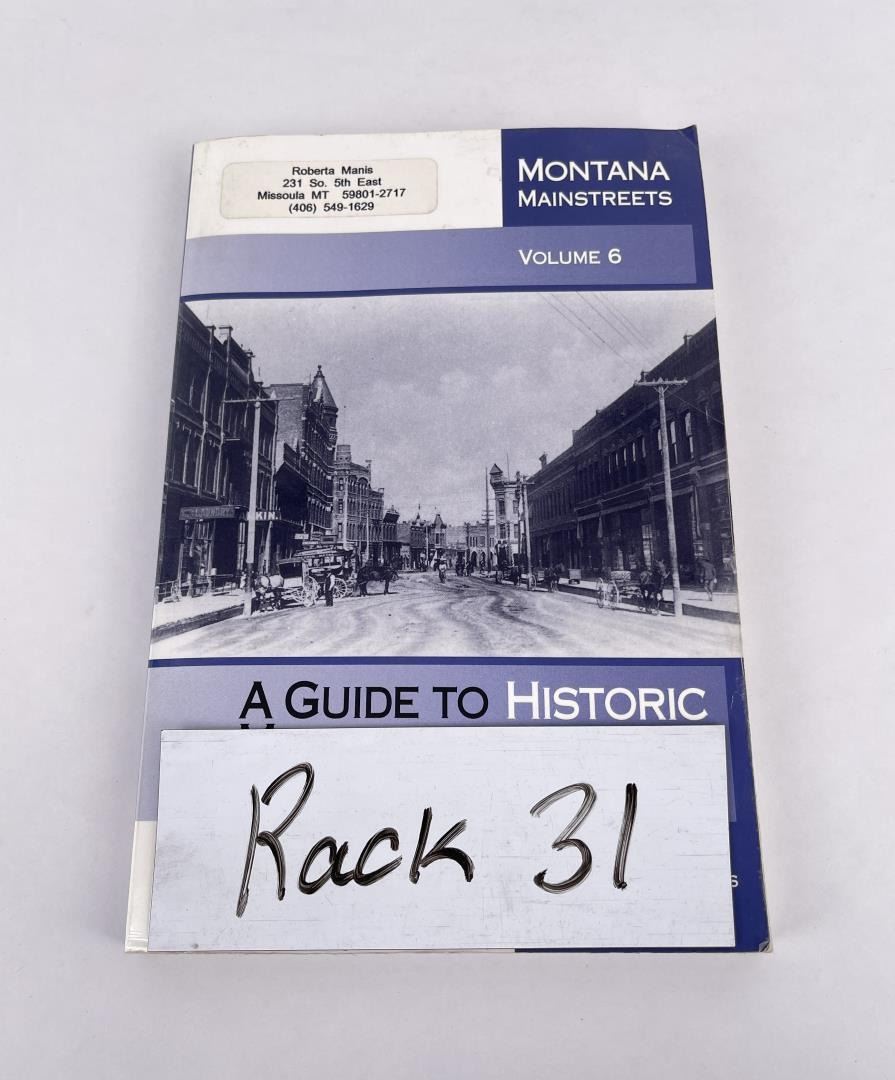 Roberta Manis
231 So. 5th East
Missoula MT 59801-2717
(406) 549-1629
MONTANA
MAINSTREETS
VOLUME 6
KIN.
A GUIDE TO HISTORIC
Rack 31